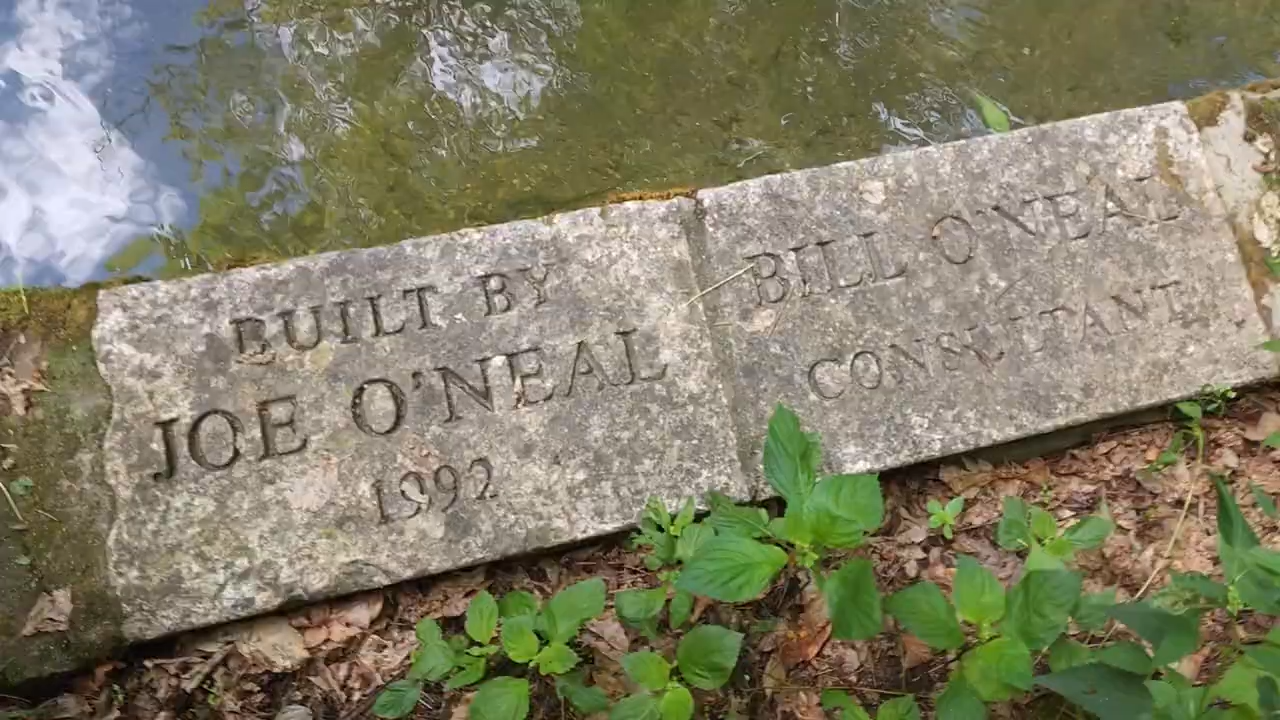 BUILT BY
JOE O'NEAL
1992
BILL O'NEAL
CONSULTANT